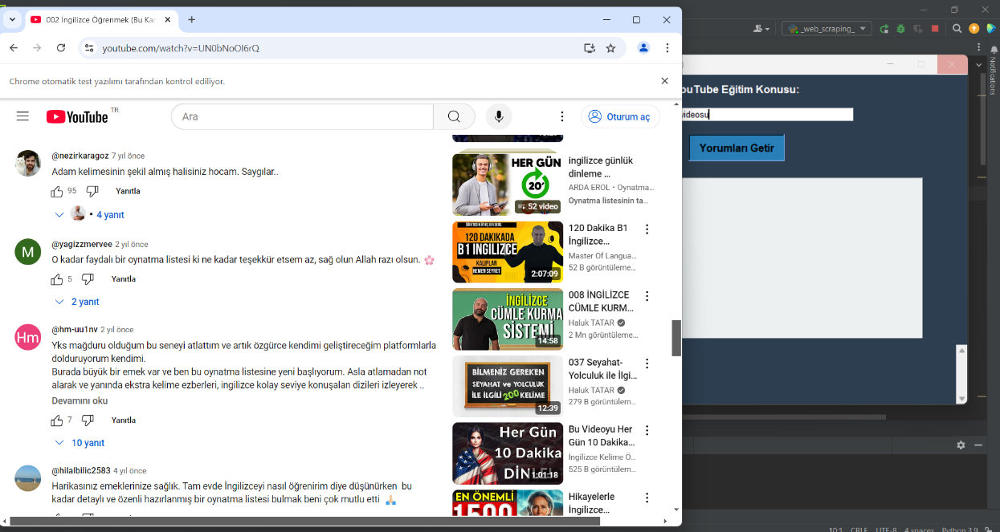 002 İngilizce Öğrenmek (Bu Kar
youtube.com/watch?v=UN0bNoOI6rQ
Chrome otomatik test yazılımı tarafından kontrol ediliyor.
YouTube TR
Ara
Oturum aç
@nezirkaragoz 7 yıl önce
Adam kelimesinin şekil almış halisiniz hocam. Saygılar..
95 Yanıtla
4 yanıt
M
@yagizzmervee 2 yıl önce
O kadar faydalı bir oynatma listesi ki ne kadar teşekkür etsem az, sağ olun Allah razı olsun. 🌸
5 Yanıtla
2 yanıt
Hm
@hm-uu1nv 2 yıl önce
Yks mağduru olduğum bu seneyi atlattım ve artık özgürce kendimi geliştireceğim platformlarla
dolduruyorum kendimi.
Burada büyük bir emek var ve ben bu oynatma listesine yeni başlıyorum. Asla atlamadan not
alarak ve yanında ekstra kelime ezberleri, ingilizce kolay seviye konuşalan dizileri izleyerek ...
Devamını oku
7 Yanıtla
10 yanıt
@hilalbilic2583 4 yıl önce
Harikasınız emeklerinize sağlık. Tam evde İngilizceyi nasıl öğrenirim diye düşünürken bu
kadar detaylı ve özenli hazırlanmış bir oynatma listesi bulmak beni çok mutlu etti 🙏
HER GÜN
20'
52 video
ingilizce günlük
dinleme ...
ARDA EROL • Oynatma...
Oynatma listesinin ta...
120 DAKİKADA
B1 İNGİLİZCE
KALIPLAR
HEMEN SEYRET
2:07:09
120 Dakika B1
İngilizce...
Master Of Langua...
52 B görüntüleme...
İNGİLİZCE
CÜMLE KURMA
SİSTEMİ
14:58
008 İNGİLİZCE
CÜMLE KURM...
Haluk TATAR
2 Mn görüntüleme...
BİLMENİZ GEREKEN
SEYAHAT ve YOLCULUK
İLE İLGİLİ 200 KELİME
12:39
037 Seyahat-
Yolculuk ile İlgi...
Haluk TATAR
279 B görüntülem...
Her Gün
10 Dakika
DİNLE!
1:01:18
Bu Videoyu Her
Gün 10 Dakika...
İngilizce Kelime Ö...
525 B görüntülem...
EN ÖNEMLİ
1500
Hikayelerle
İngilizce...
_web_scraping_
Notifications
ouTube Eğitim Konusu:
videosu
Yorumları Getir
10:1 CRLF UTF-8 4 spaces Python 3.9